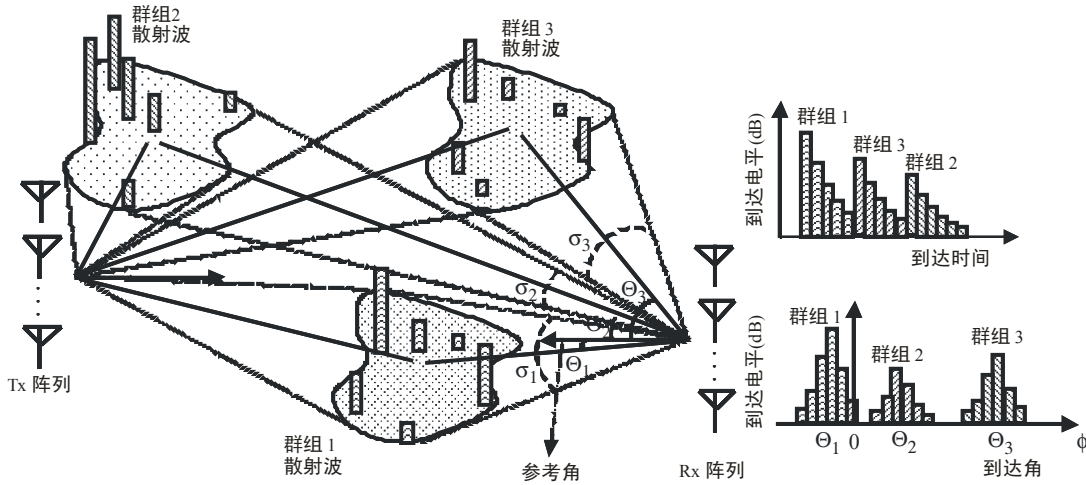 群组2
散射波
群组 3
散射波
Tx 阵列
群组 1
散射波
σ3
σ2
σ1
Θ3
Θ1
参考角
Rx 阵列
到达电平(dB)
群组 1
群组 3
群组 2
到达时间
到达电平(dB)
群组 1
群组 2
群组 3
Θ1 0 Θ2 Θ3 ϕ
到达角